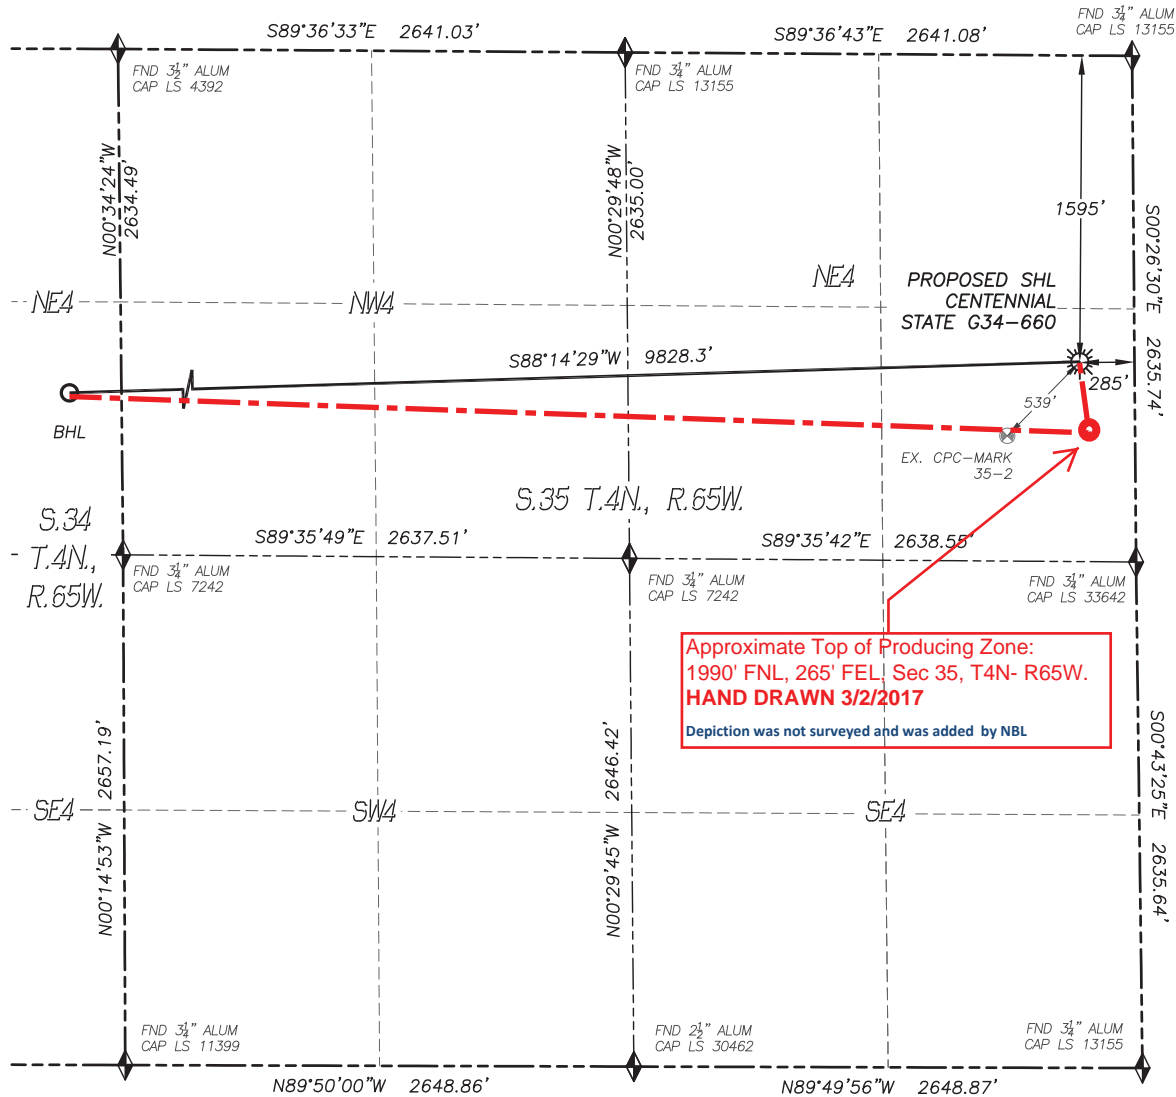 FND 3¼" ALUM
CAP LS 13155
S89°36'33"E 2641.03'
S89°36'43"E 2641.08'
FND 3½" ALUM
CAP LS 4392
FND 3¼" ALUM
CAP LS 13155
N00°34'24"W
2634.49'
N00°29'48"W
2635.00'
1595'
S00°26'30"E 2635.74'
NE4
NW4
NE4
PROPOSED SHL
CENTENNIAL
STATE G34-660
S88°14'29"W 9828.3'
285'
539'
BHL
EX. CPC-MARK
35-2
S.35 T.4N., R.65W.
S.34
T.4N.,
R.65W.
S89°35'49"E 2637.51'
S89°35'42"E 2638.55'
FND 3¼" ALUM
CAP LS 7242
FND 3¼" ALUM
CAP LS 7242
FND 3¼" ALUM
CAP LS 33642
Approximate Top of Producing Zone:
1990' FNL, 265' FEL, Sec 35, T4N- R65W.
HAND DRAWN 3/2/2017
Depiction was not surveyed and was added by NBL
N00°14'53"W 2657.19'
N00°29'45"W 2646.42'
S00°43'25"E 2635.64'
SE4
SW4
SE4
FND 3¼" ALUM
CAP LS 11399
FND 2½" ALUM
CAP LS 30462
FND 3¼" ALUM
CAP LS 13155
N89°50'00"W 2648.86'
N89°49'56"W 2648.87'